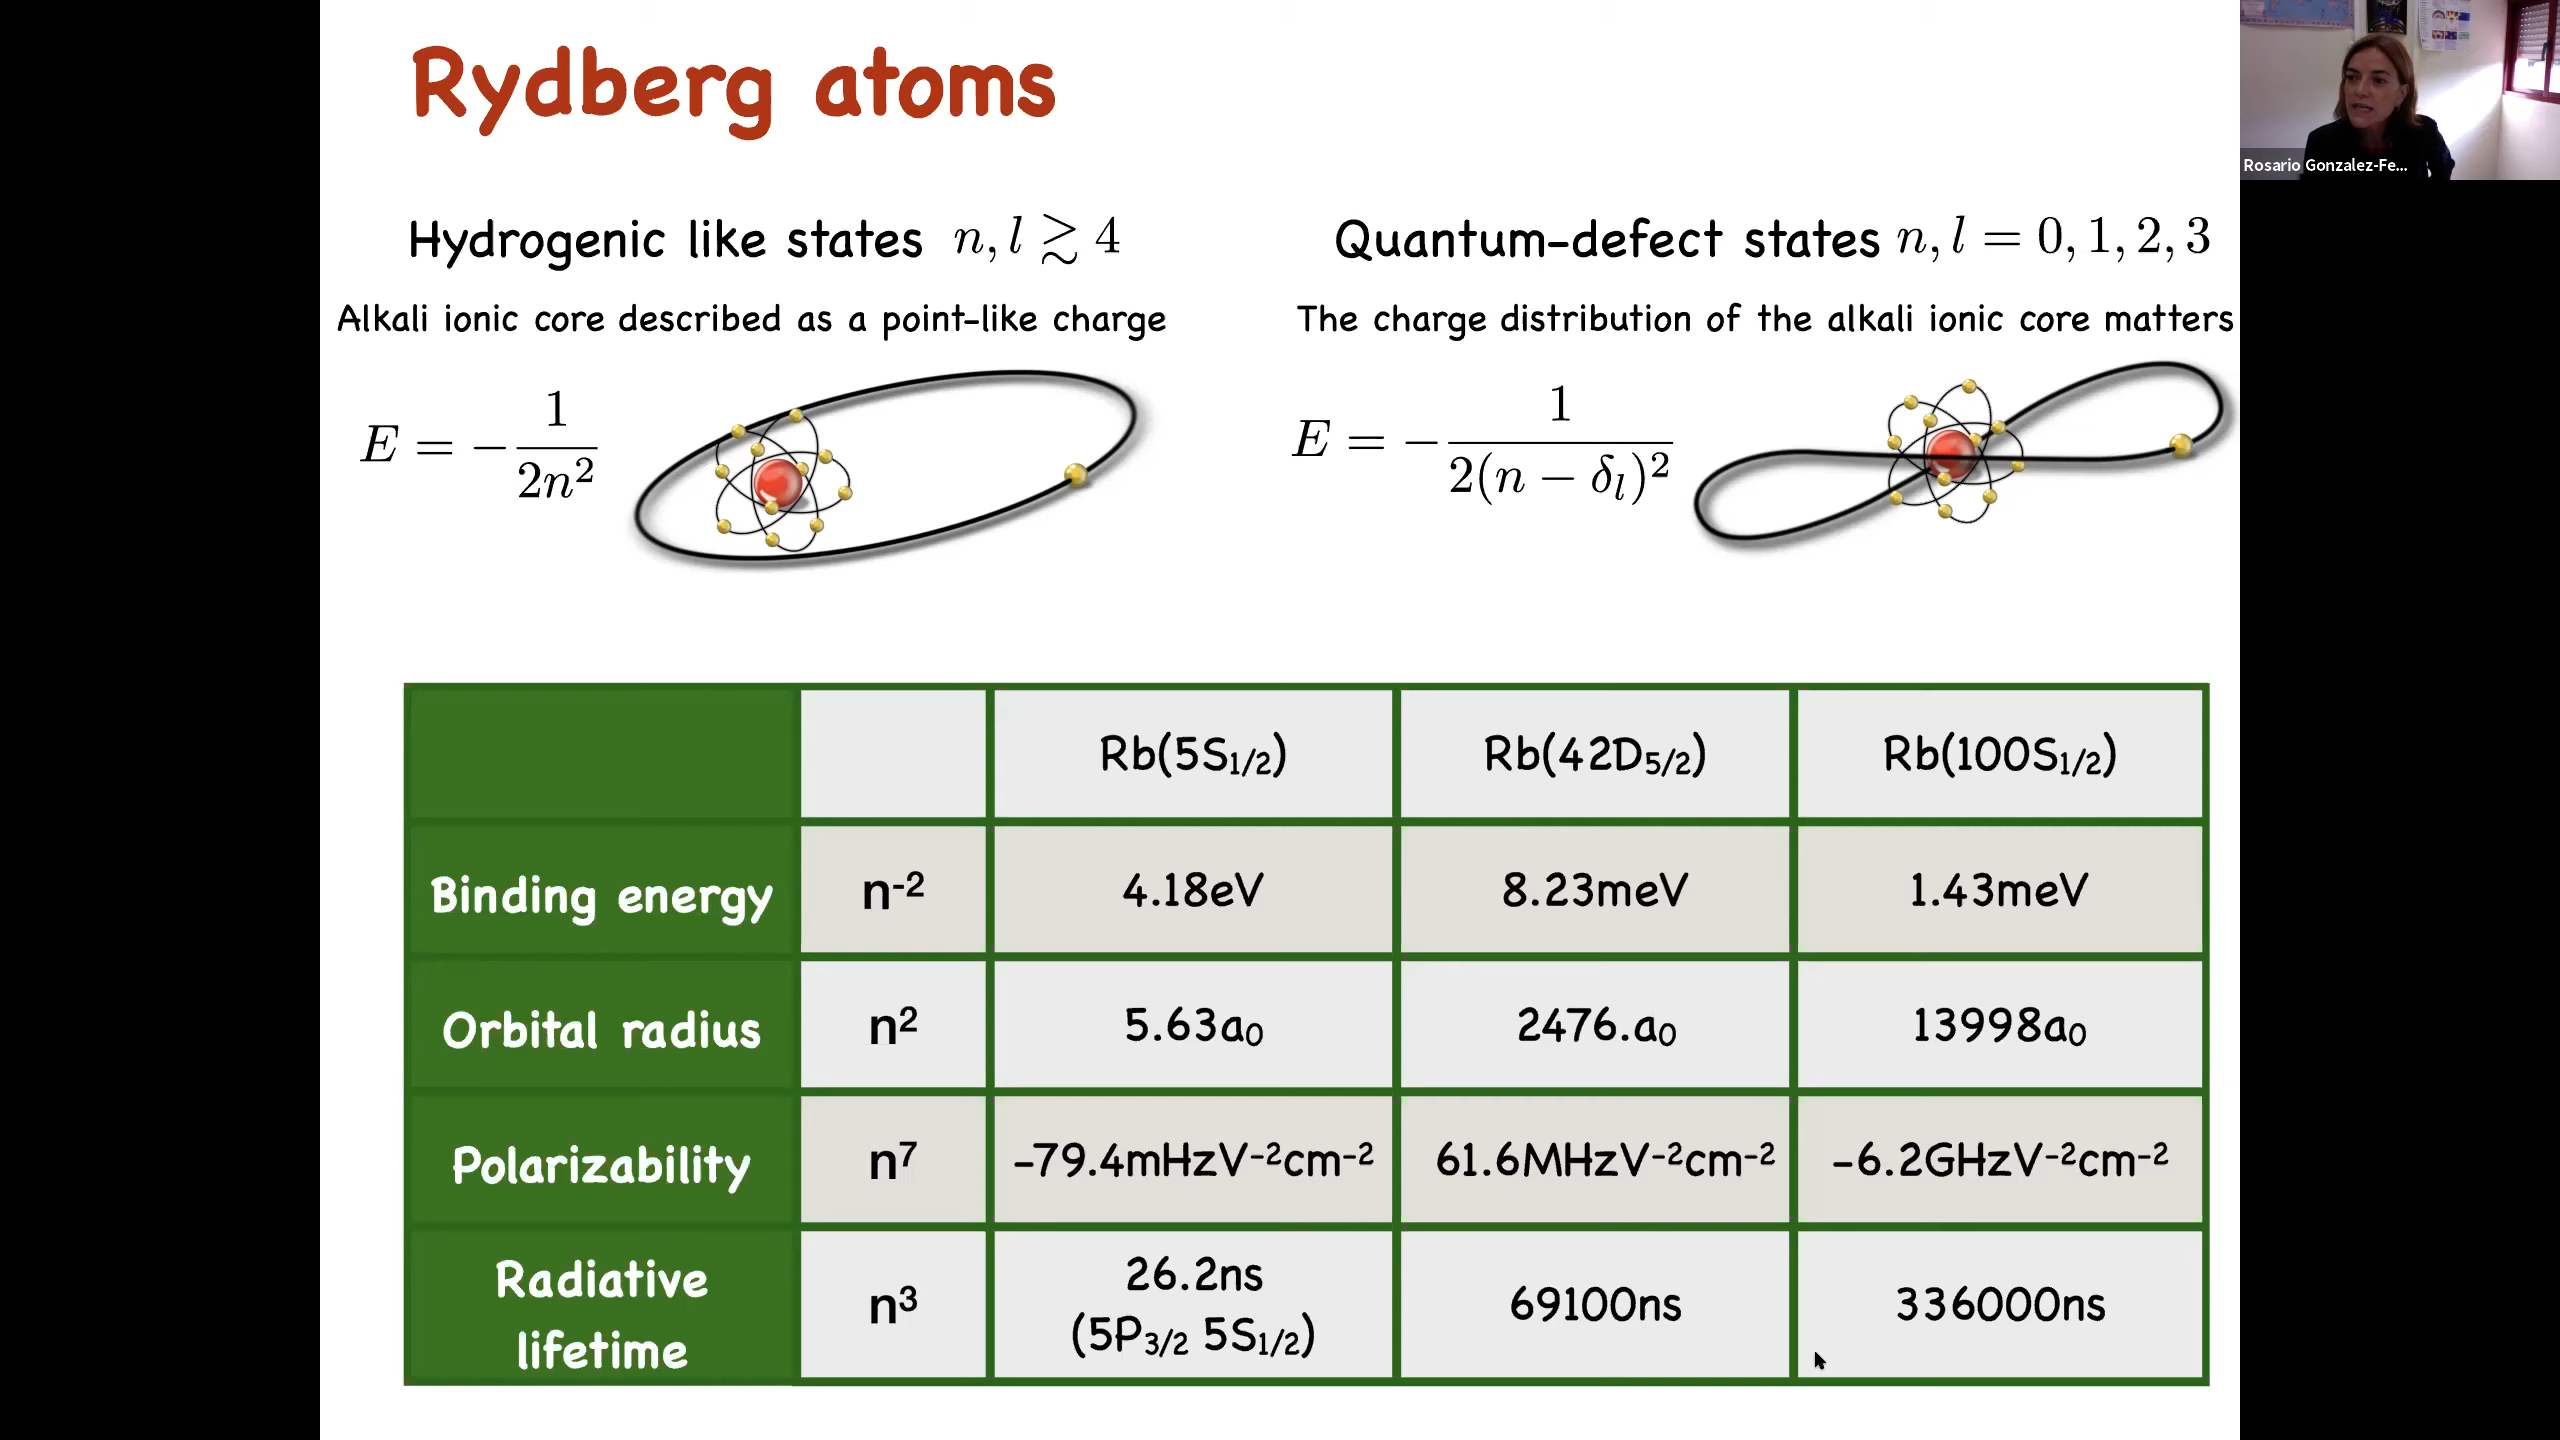 Rydberg atoms
Rosario Gonzalez-Fe...
Hydrogenic like states n, l ≳ 4
Alkali ionic core described as a point-like charge
E = -1/2n²
Quantum-defect states n, l = 0, 1, 2, 3
The charge distribution of the alkali ionic core matters
E = -1/2(n - δ_l)²
Rb(5S1/2) Rb(42D5/2) Rb(100S1/2)
Binding energy n-2 4.18eV 8.23meV 1.43meV
Orbital radius n2 5.63a0 2476.a0 13998a0
Polarizability n7 -79.4mHzV-2cm-2 61.6MHzV-2cm-2 -6.2GHzV-2cm-2
Radiative lifetime n3 26.2ns (5P3/2 5S1/2) 69100ns 336000ns